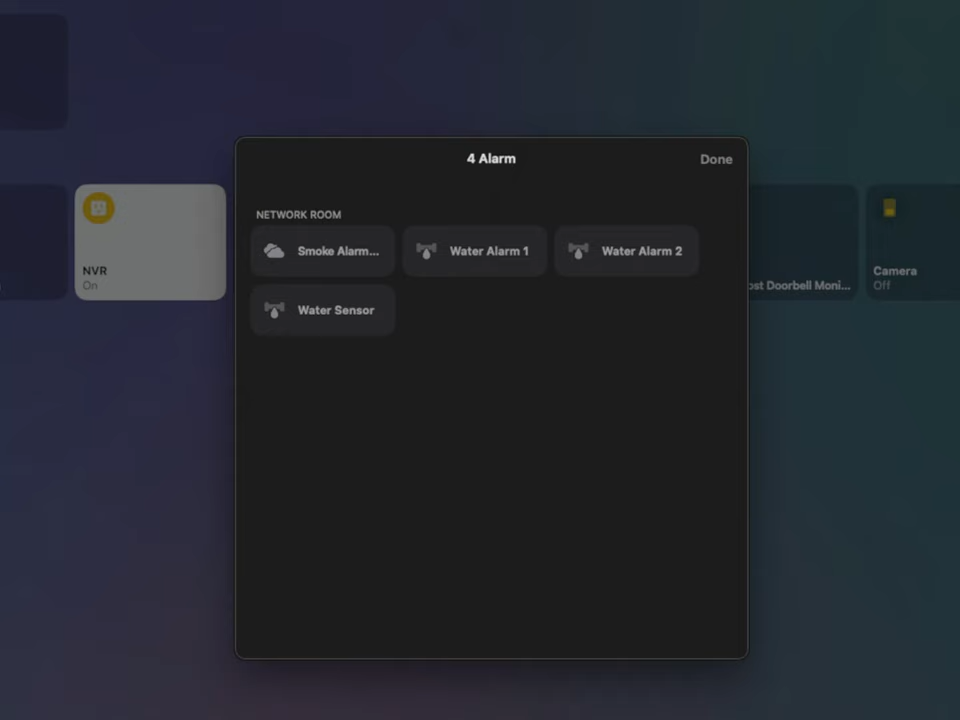 4 Alarm
Done
NETWORK ROOM
Smoke Alarm...
Water Alarm 1
Water Alarm 2
Water Sensor
NVR
On
Doorbell Moni...
Camera
Off